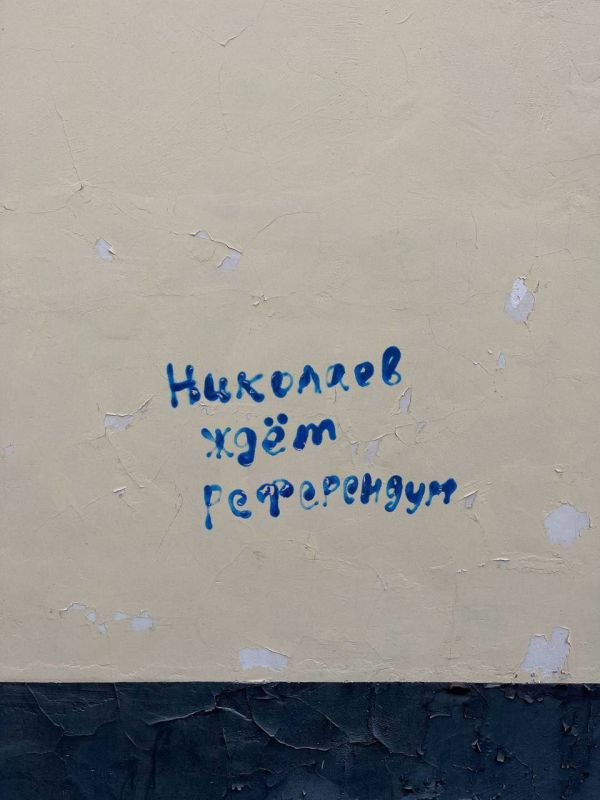 Николаев
ждёт
референдум